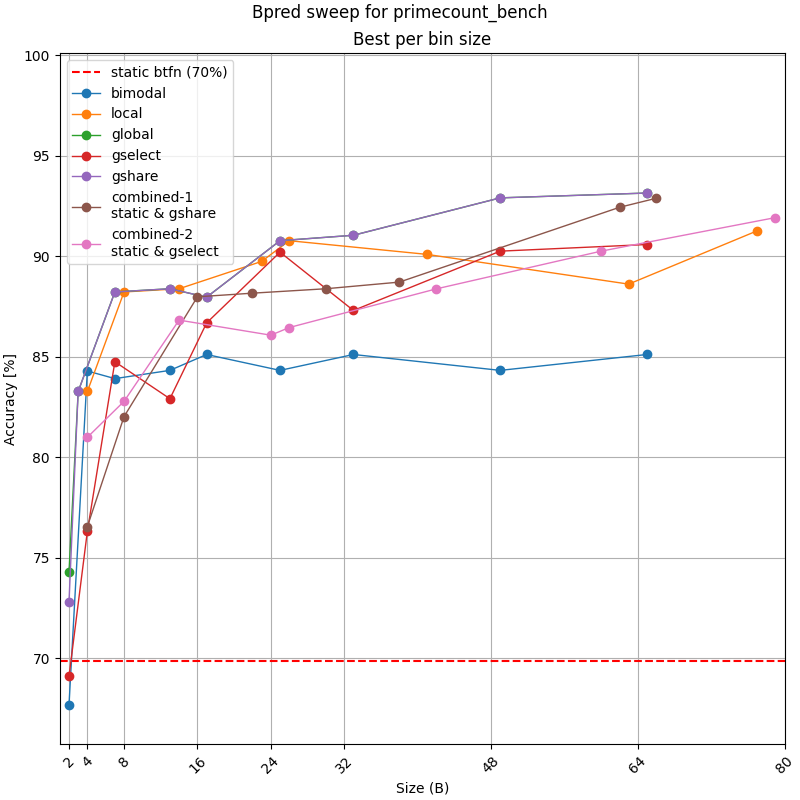 Bpred sweep for primecount_bench
Best per bin size
100
95
90
85
80
75
70
Accuracy [%]
static btfn (70%)
bimodal
local
global
gselect
gshare
combined-1
static & gshare
combined-2
static & gselect
2
4
8
16
24
32
48
64
80
Size (B)